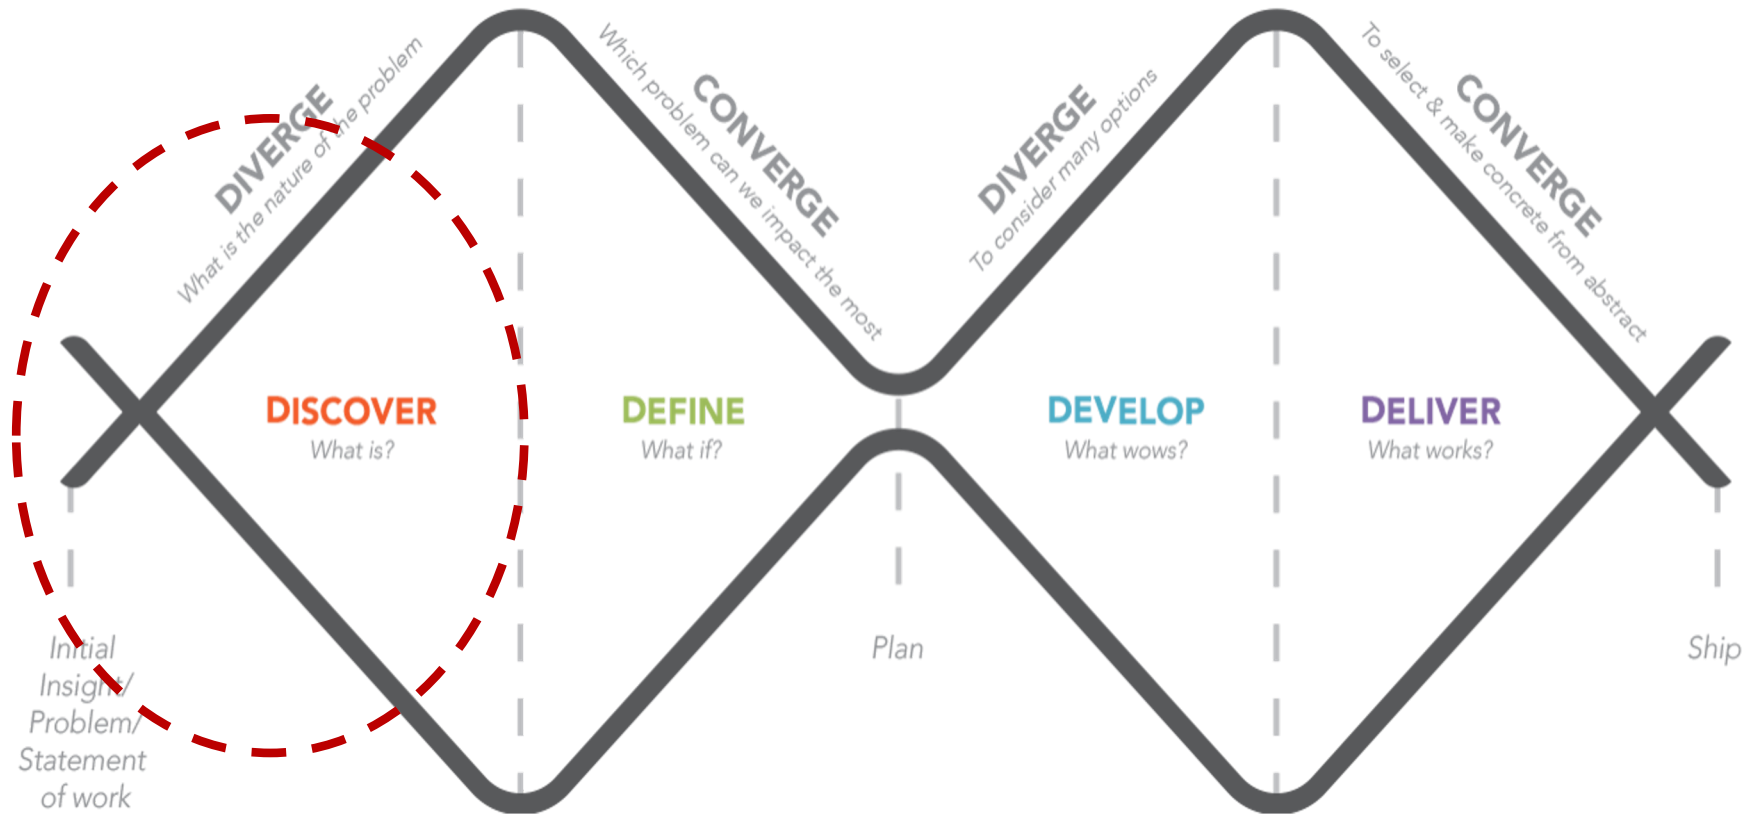 DIVERGE
What is the nature of the problem
Which problem can we impact the most
CONVERGE
DIVERGE
To consider many options
To select & make concrete from abstract
CONVERGE
DISCOVER
What is?
DEFINE
What if?
DEVELOP
What wows?
DELIVER
What works?
Initial
Insight/
Problem/
Statement
of work
Plan
Ship